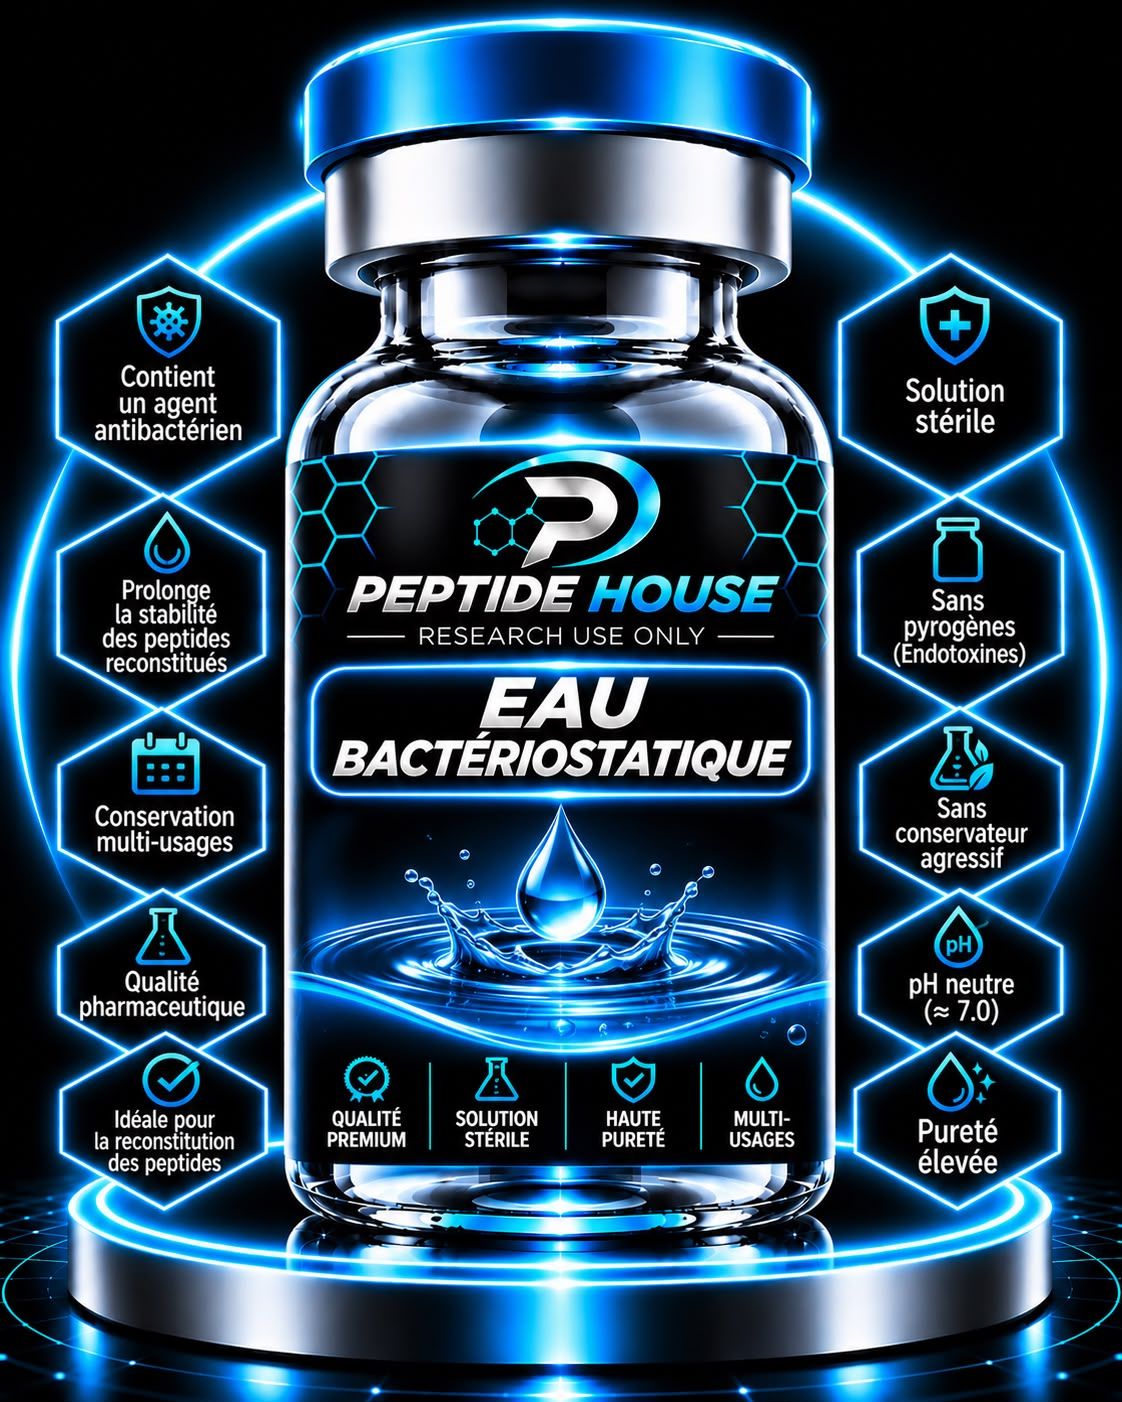 Contient
un agent
antibactérien
Prolonge
la stabilité
des peptides
reconstitués
Conservation
multi-usages
Qualité
pharmaceutique
Idéale pour
la reconstitution
des peptides
PEPTIDE HOUSE
RESEARCH USE ONLY
EAU
BACTÉRIOSTATIQUE
QUALITÉ
PREMIUM
SOLUTION
STÉRILE
HAUTE
PURETÉ
MULTI-
USAGES
Solution
stérile
Sans
pyrogènes
(Endotoxines)
Sans
conservateur
agressif
pH
pH neutre
(≈ 7.0)
Pureté
élevée